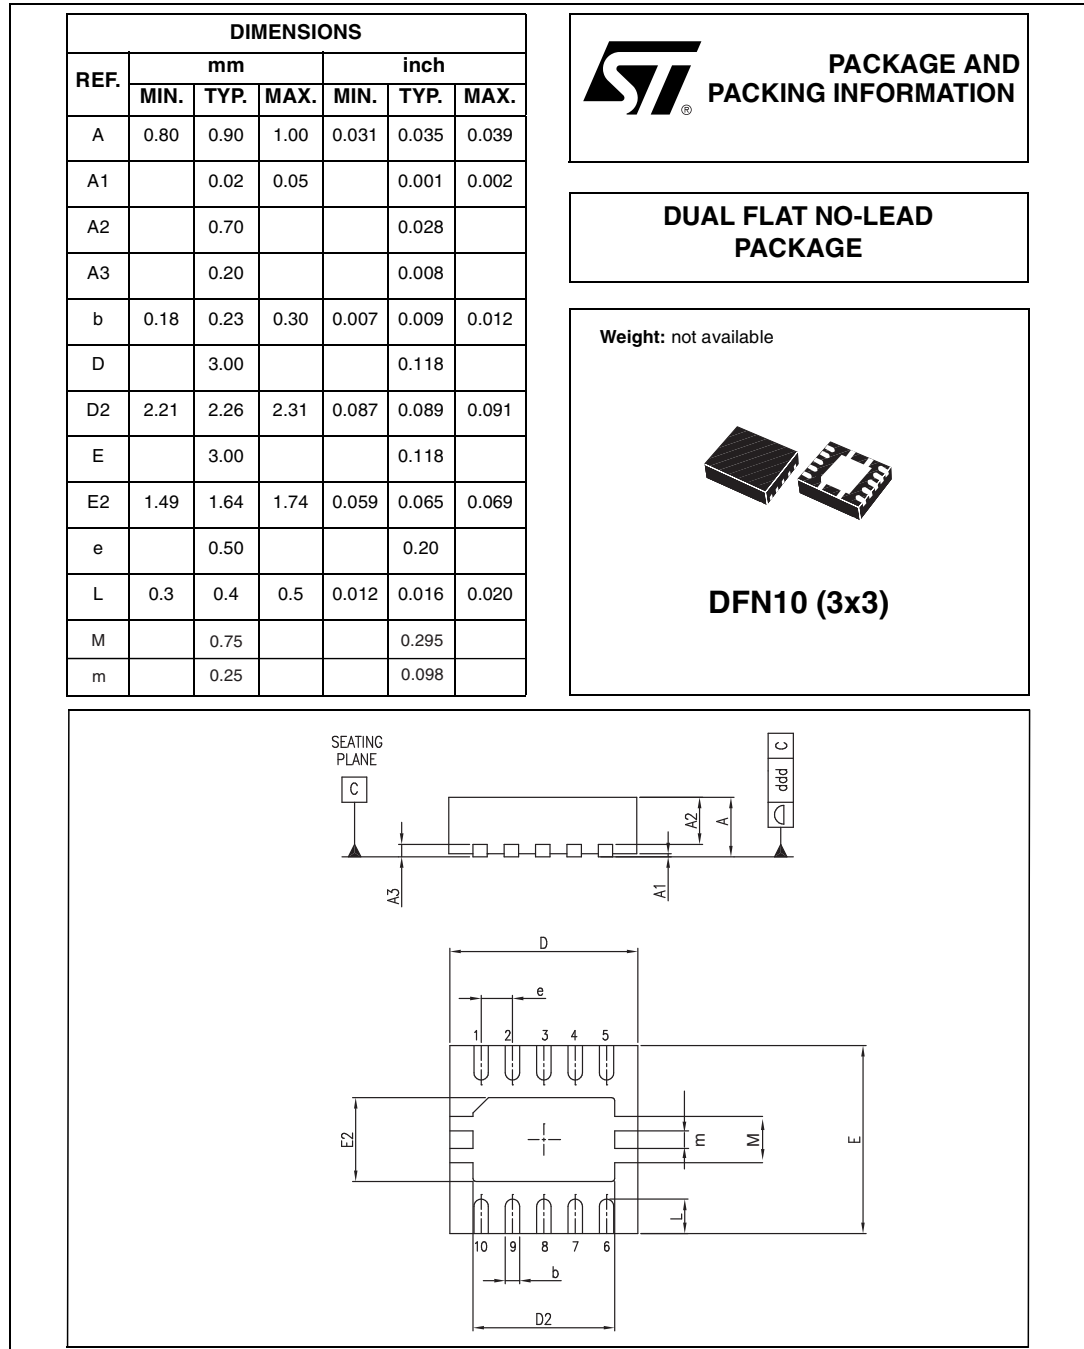 DIMENSIONS
REF. mm inch
MIN. TYP. MAX. MIN. TYP. MAX.
A 0.80 0.90 1.00 0.031 0.035 0.039
A1 0.02 0.05 0.001 0.002
A2 0.70 0.028
A3 0.20 0.008
b 0.18 0.23 0.30 0.007 0.009 0.012
D 3.00 0.118
D2 2.21 2.26 2.31 0.087 0.089 0.091
E 3.00 0.118
E2 1.49 1.64 1.74 0.059 0.065 0.069
e 0.50 0.20
L 0.3 0.4 0.5 0.012 0.016 0.020
M 0.75 0.295
m 0.25 0.098
ST ®
PACKAGE AND
PACKING INFORMATION
DUAL FLAT NO-LEAD
PACKAGE
Weight: not available
DFN10 (3x3)
SEATING
PLANE
C
A3
A2
A
A1
ddd C
D
e
1 2 3 4 5
E2
m
M
E
L
10 9 8 7 6
b
D2